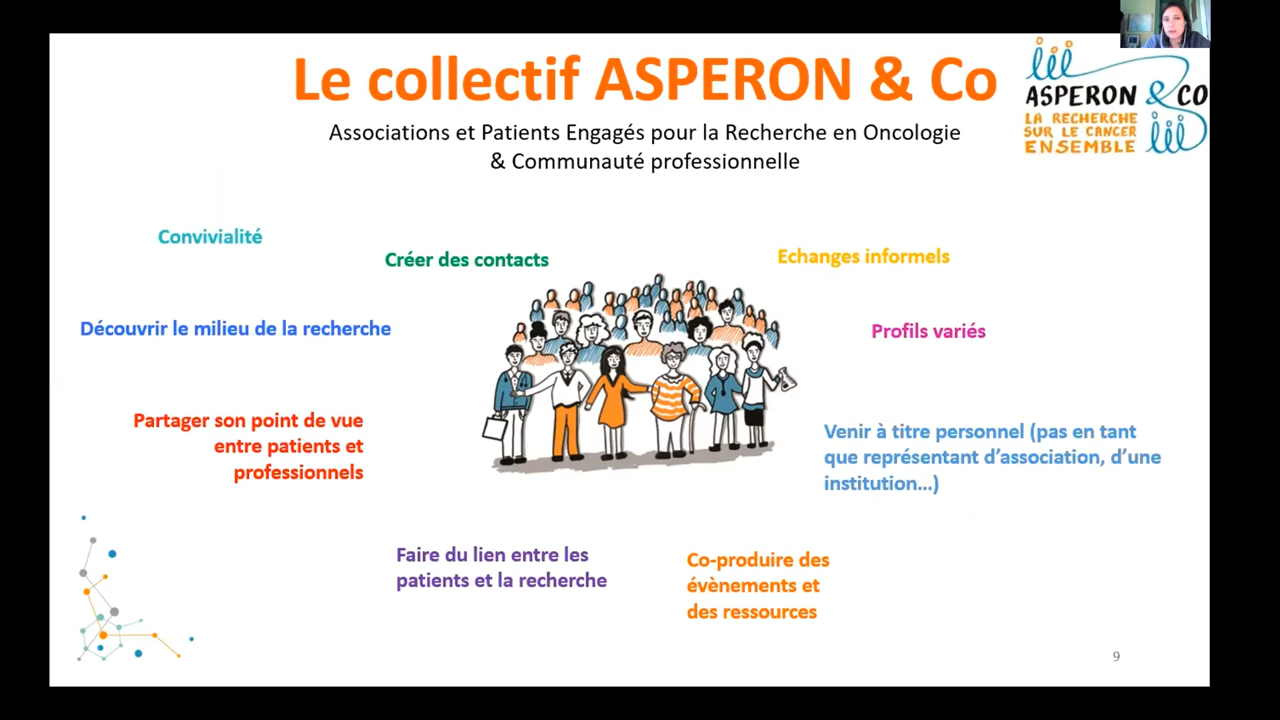 Le collectif ASPERON & Co
Associations et Patients Engagés pour la Recherche en Oncologie
& Communauté professionnelle
ASPERON & CO
LA RECHERCHE
SUR LE CANCER
ENSEMBLE
Convivialité
Créer des contacts
Echanges informels
Découvrir le milieu de la recherche
Profils variés
Partager son point de vue
entre patients et
professionnels
Venir à titre personnel (pas en tant
que représentant d’association, d’une
institution…)
Faire du lien entre les
patients et la recherche
Co-produire des
évènements et
des ressources
9